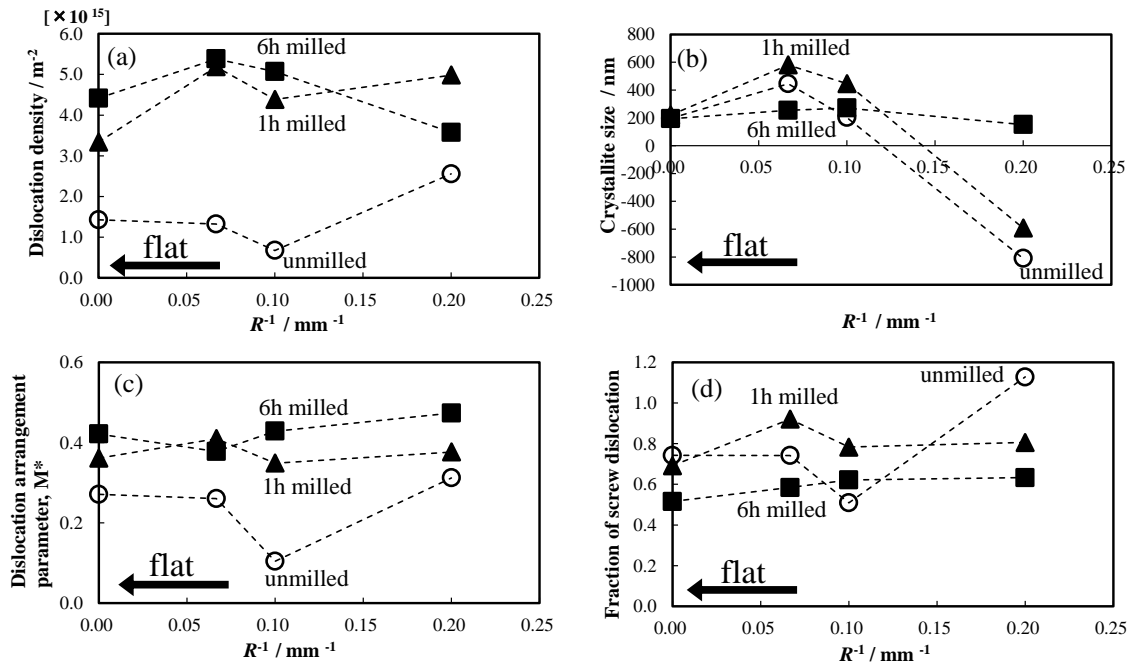 [×10 15]
(a)
6.0
5.0
4.0
3.0
2.0
1.0
0.0
Dislocation density / m-2
6h milled
1h milled
unmilled
flat
0.00 0.05 0.10 0.15 0.20 0.25
R-1 / mm -1
(b)
800
600
400
200
0
-200
-400
-600
-800
-1000
Crystallite size / nm
1h milled
6h milled
unmilled
flat
0.00 0.05 0.10 0.15 0.20 0.25
R-1 / mm -1
(c)
0.6
0.4
0.2
0.0
Dislocation arrangement
parameter, M*
6h milled
1h milled
unmilled
flat
0.00 0.05 0.10 0.15 0.20 0.25
R-1 / mm -1
(d)
1.2
1.0
0.8
0.6
0.4
0.2
0.0
Fraction of screw dislocation
unmilled
1h milled
6h milled
flat
0.00 0.05 0.10 0.15 0.20 0.25
R-1 / mm -1